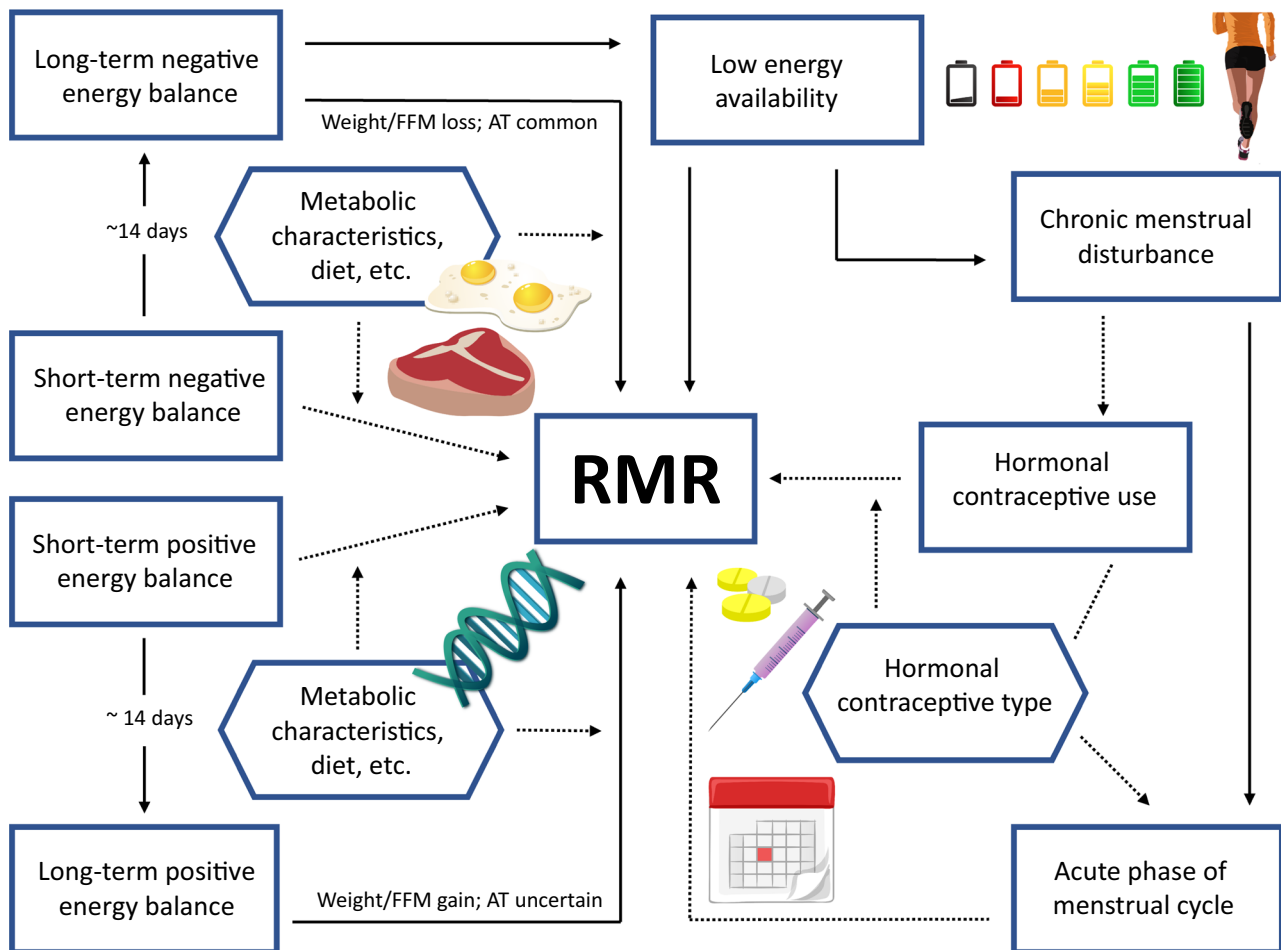 Long-term negative
energy balance
Low energy
availability
Weight/FFM loss; AT common
Metabolic
characteristics,
diet, etc.
~14 days
Chronic menstrual
disturbance
Short-term negative
energy balance
RMR
Hormonal
contraceptive use
Short-term positive
energy balance
Metabolic
characteristics,
diet, etc.
~ 14 days
Hormonal
contraceptive type
Long-term positive
energy balance
Weight/FFM gain; AT uncertain
Acute phase of
menstrual cycle